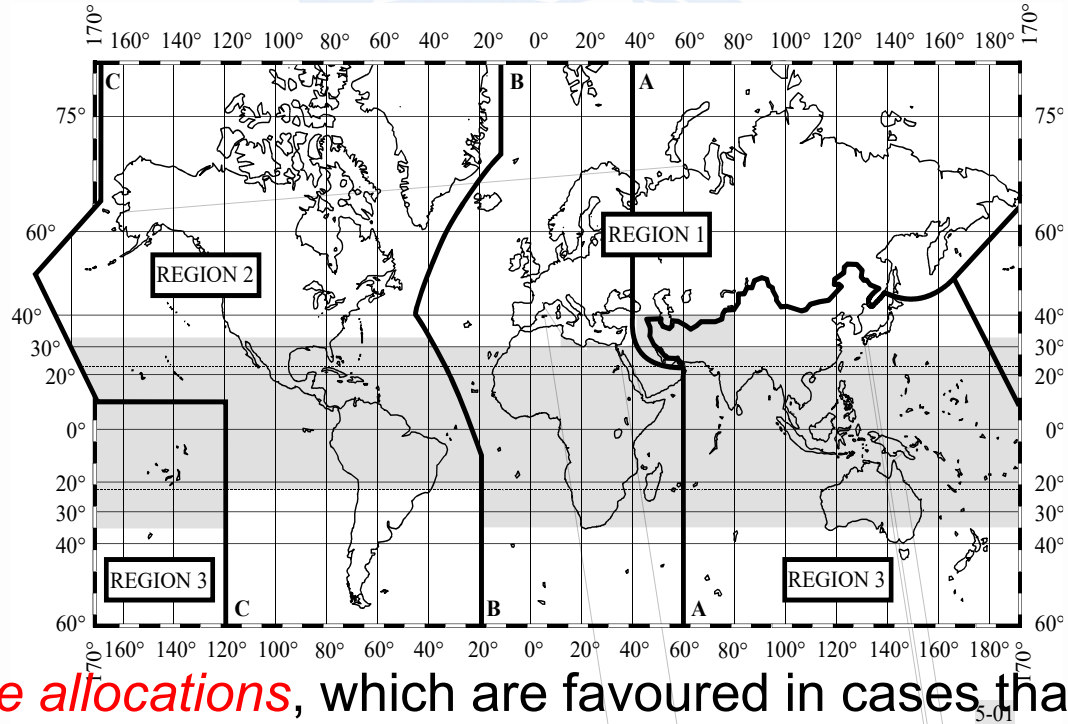 170° 160° 140° 120° 100° 80° 60° 40° 20° 0° 20° 40° 60° 80° 100° 120° 140° 160° 180° 170°
C B A
75° 75°
60° REGION 1 60°
REGION 2
40° 40°
30° 30°
20° 20°
0° 0°
20° 20°
30° 30°
40° 40°
REGION 3 REGION 3
C B A
60° 60°
170° 160° 140° 120° 100° 80° 60° 40° 20° 0° 20° 40° 60° 80° 100° 120° 140° 160° 180° 170°
e allocations, which are favoured in cases tha
5-01